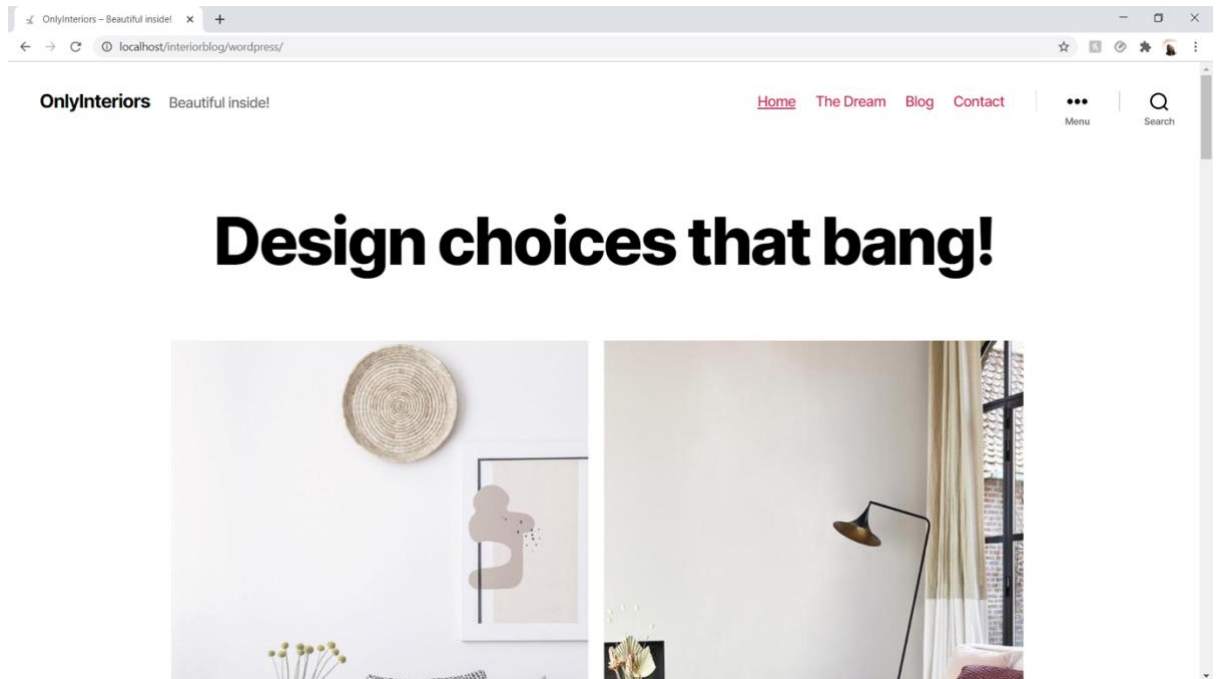 OnlyInteriors – Beautiful inside!
localhost/interiorblog/wordpress/
OnlyInteriors Beautiful inside! Home The Dream Blog Contact
Menu Search
Design choices that bang!